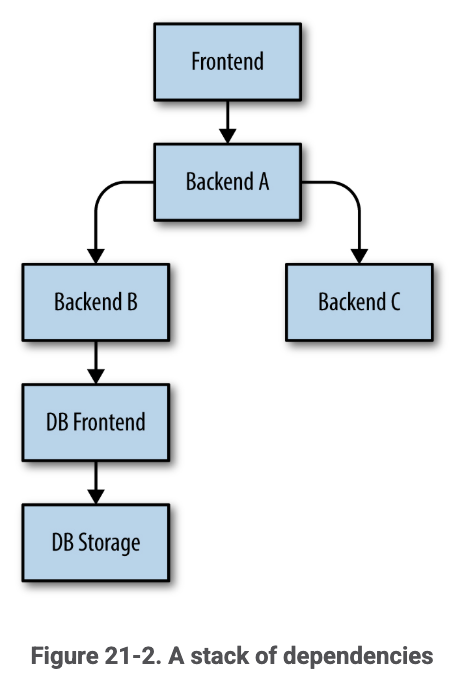 Frontend
Backend A
Backend B
Backend C
DB Frontend
DB Storage
Figure 21-2. A stack of dependencies